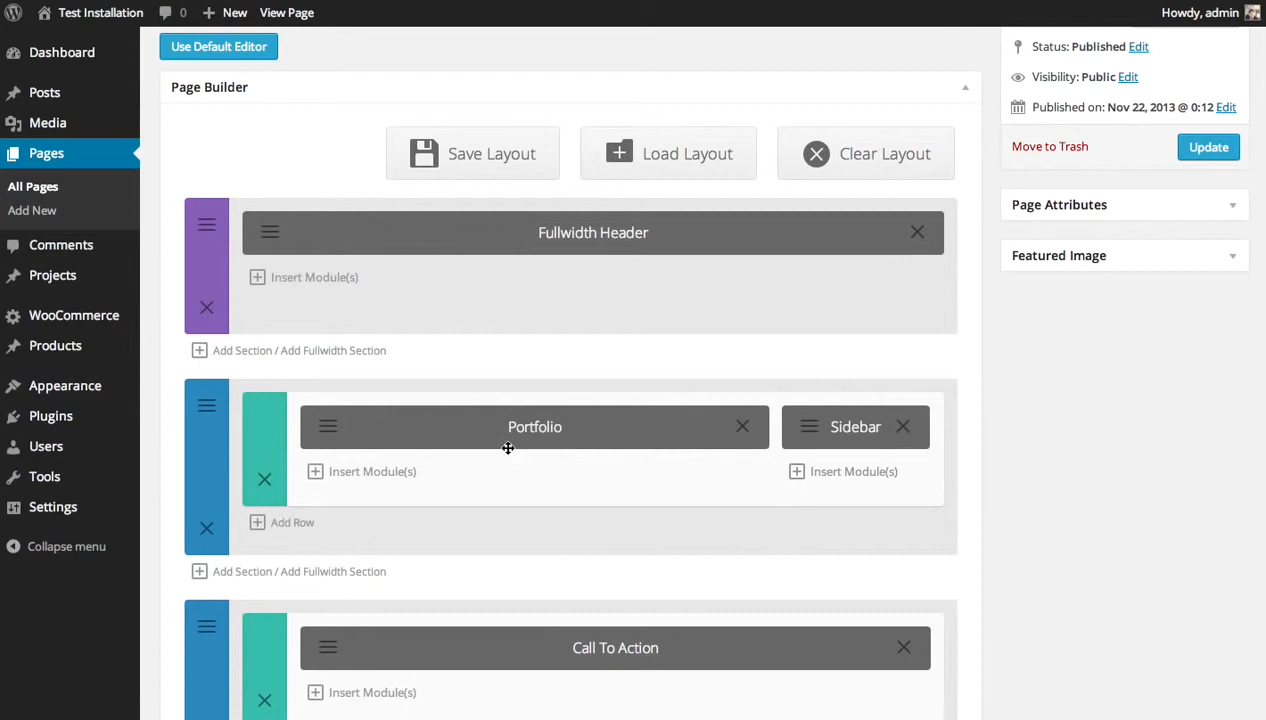 Test Installation 0 New View Page Howdy, admin
Dashboard
Posts
Media
Pages
All Pages
Add New
Comments
Projects
WooCommerce
Products
Appearance
Plugins
Users
Tools
Settings
Collapse menu
Use Default Editor
Page Builder
Save Layout Load Layout Clear Layout
Fullwidth Header
Insert Module(s)
Add Section / Add Fullwidth Section
Portfolio Sidebar
Insert Module(s) Insert Module(s)
Add Row
Add Section / Add Fullwidth Section
Call To Action
Insert Module(s)
Status: Published Edit
Visibility: Public Edit
Published on: Nov 22, 2013 @ 0:12 Edit
Move to Trash Update
Page Attributes
Featured Image